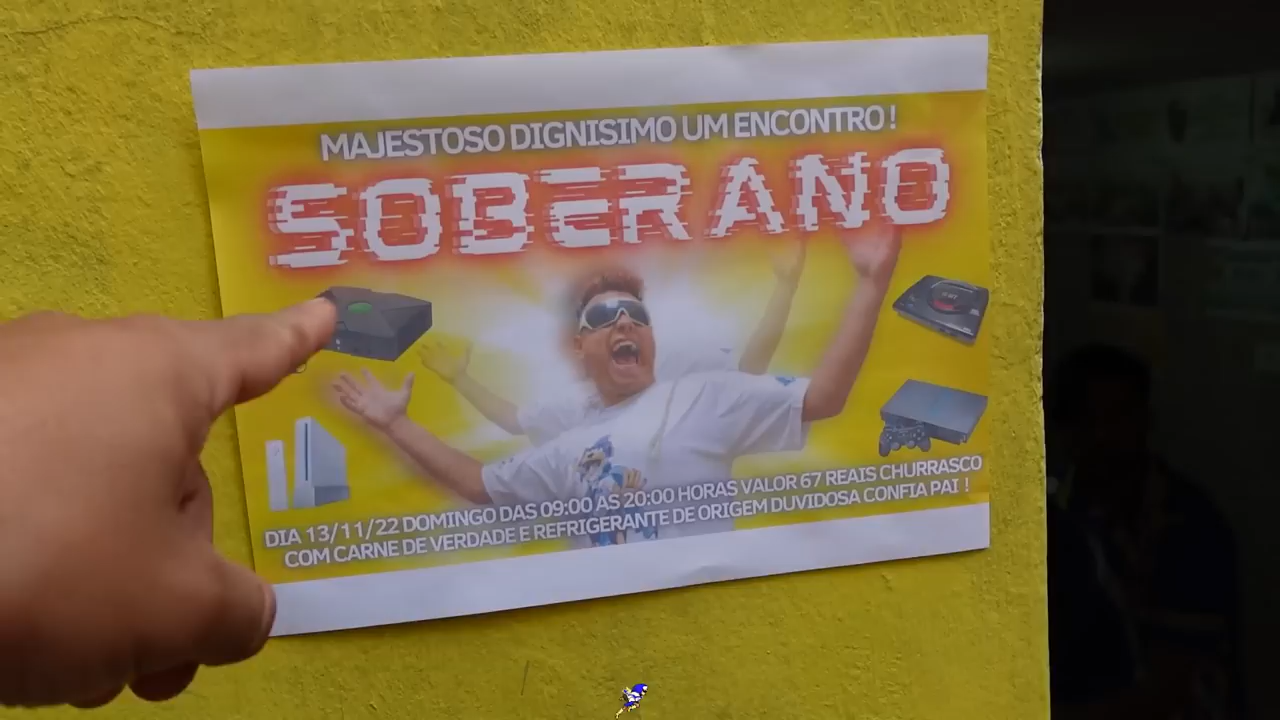 MAJESTOSO DIGNISIMO UM ENCONTRO !
SOBERANO
DIA 13/11/22 DOMINGO DAS 09:00 AS 20:00 HORAS VALOR 67 REAIS CHURRASCO
COM CARNE DE VERDADE E REFRIGERANTE DE ORIGEM DUVIDOSA CONFIA PAI !